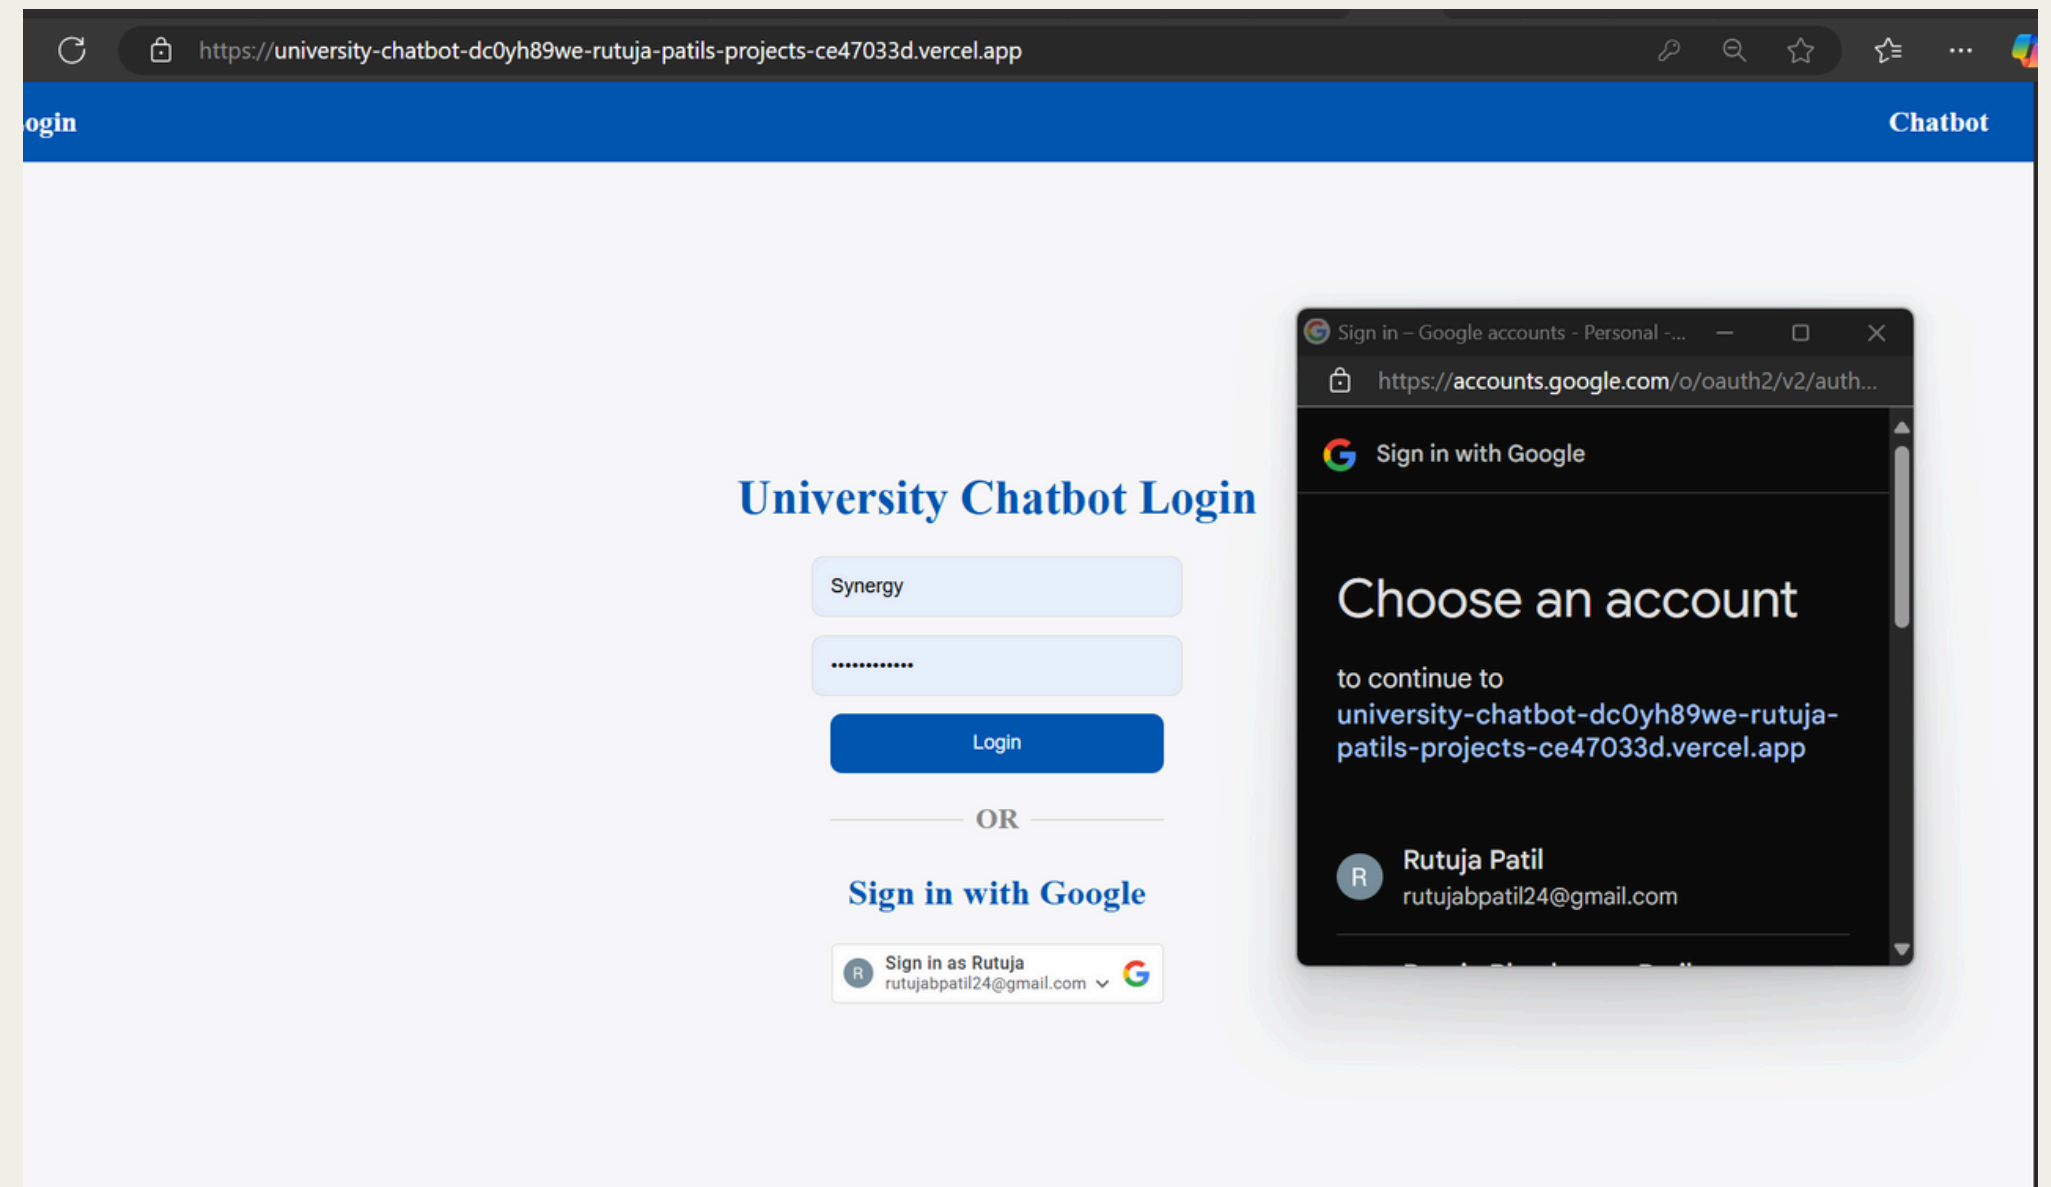 https://university-chatbot-dc0yh89we-rutuja-patils-projects-ce47033d.vercel.app
ogin
Chatbot
University Chatbot Login
Synergy
••••••••••••
Login
OR
Sign in with Google
R
Sign in as Rutuja
rutujabpatil24@gmail.com
Sign in – Google accounts - Personal -...
https://accounts.google.com/o/oauth2/v2/auth...
Sign in with Google
Choose an account
to continue to
university-chatbot-dc0yh89we-rutuja-
patils-projects-ce47033d.vercel.app
R
Rutuja Patil
rutujabpatil24@gmail.com